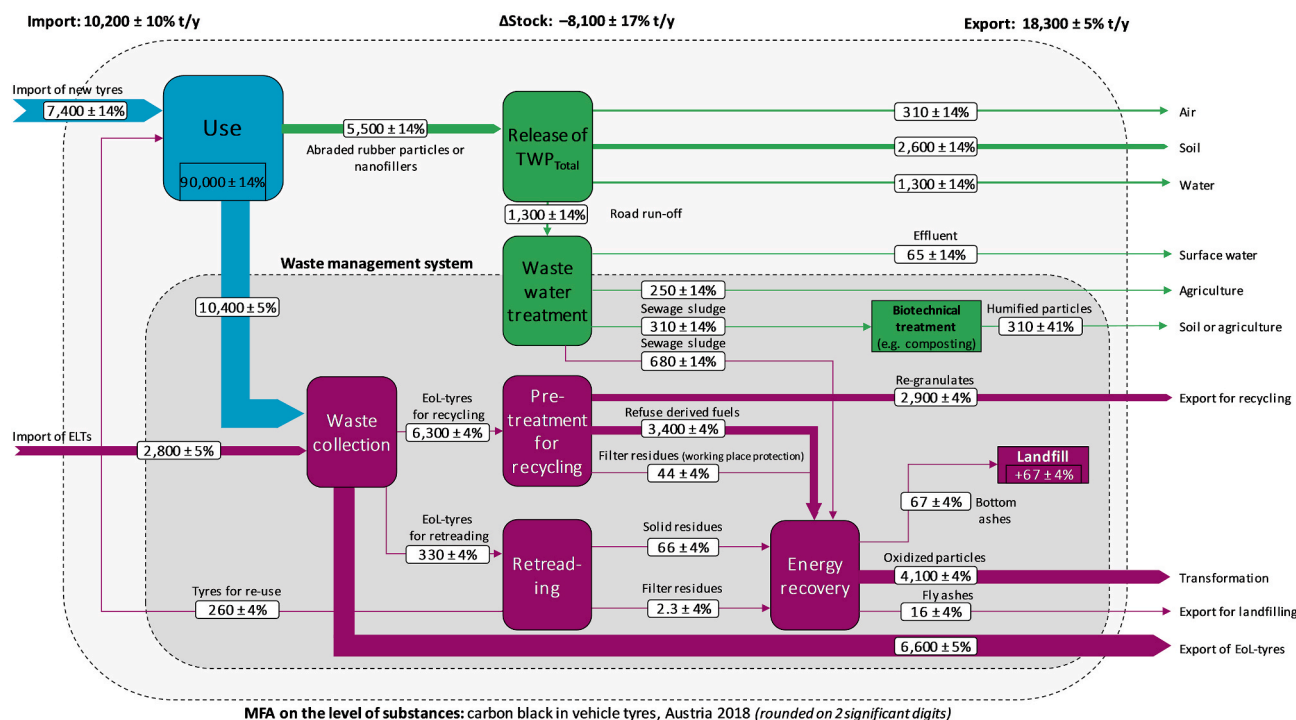 Import: 10,200 ± 10% t/y
ΔStock: –8,100 ± 17% t/y
Export: 18,300 ± 5% t/y
Import of new tyres
7,400 ± 14%
Use
90,000 ± 14%
5,500 ± 14%
Abraded rubber particles or
nanofillers
Release of
TWPTotal
310 ± 14%
Air
2,600 ± 14%
Soil
1,300 ± 14%
Water
1,300 ± 14%
Road run-off
Waste management system
Waste
water
treatment
Effluent
65 ± 14%
Surface water
250 ± 14%
Agriculture
Sewage sludge
310 ± 14%
Sewage sludge
680 ± 14%
Biotechnical
treatment
(e.g. composting)
Humified particles
310 ± 41%
Soil or agriculture
10,400 ± 5%
Import of ELTs
2,800 ± 5%
Waste
collection
EoL-tyres
for recycling
6,300 ± 4%
Pre-
treatment
for
recycling
Re-granulates
2,900 ± 4%
Export for recycling
Refuse derived fuels
3,400 ± 4%
Filter residues (working place protection)
44 ± 4%
Landfill
+67 ± 4%
67 ± 4%
Bottom
ashes
EoL-tyres
for retreading
330 ± 4%
Retread-
ing
Solid residues
66 ± 4%
Filter residues
2.3 ± 4%
Energy
recovery
Oxidized particles
4,100 ± 4%
Transformation
Fly ashes
16 ± 4%
Export for landfilling
Tyres for re-use
260 ± 4%
6,600 ± 5%
Export of EoL-tyres
MFA on the level of substances: carbon black in vehicle tyres, Austria 2018 (rounded on 2 significant digits)